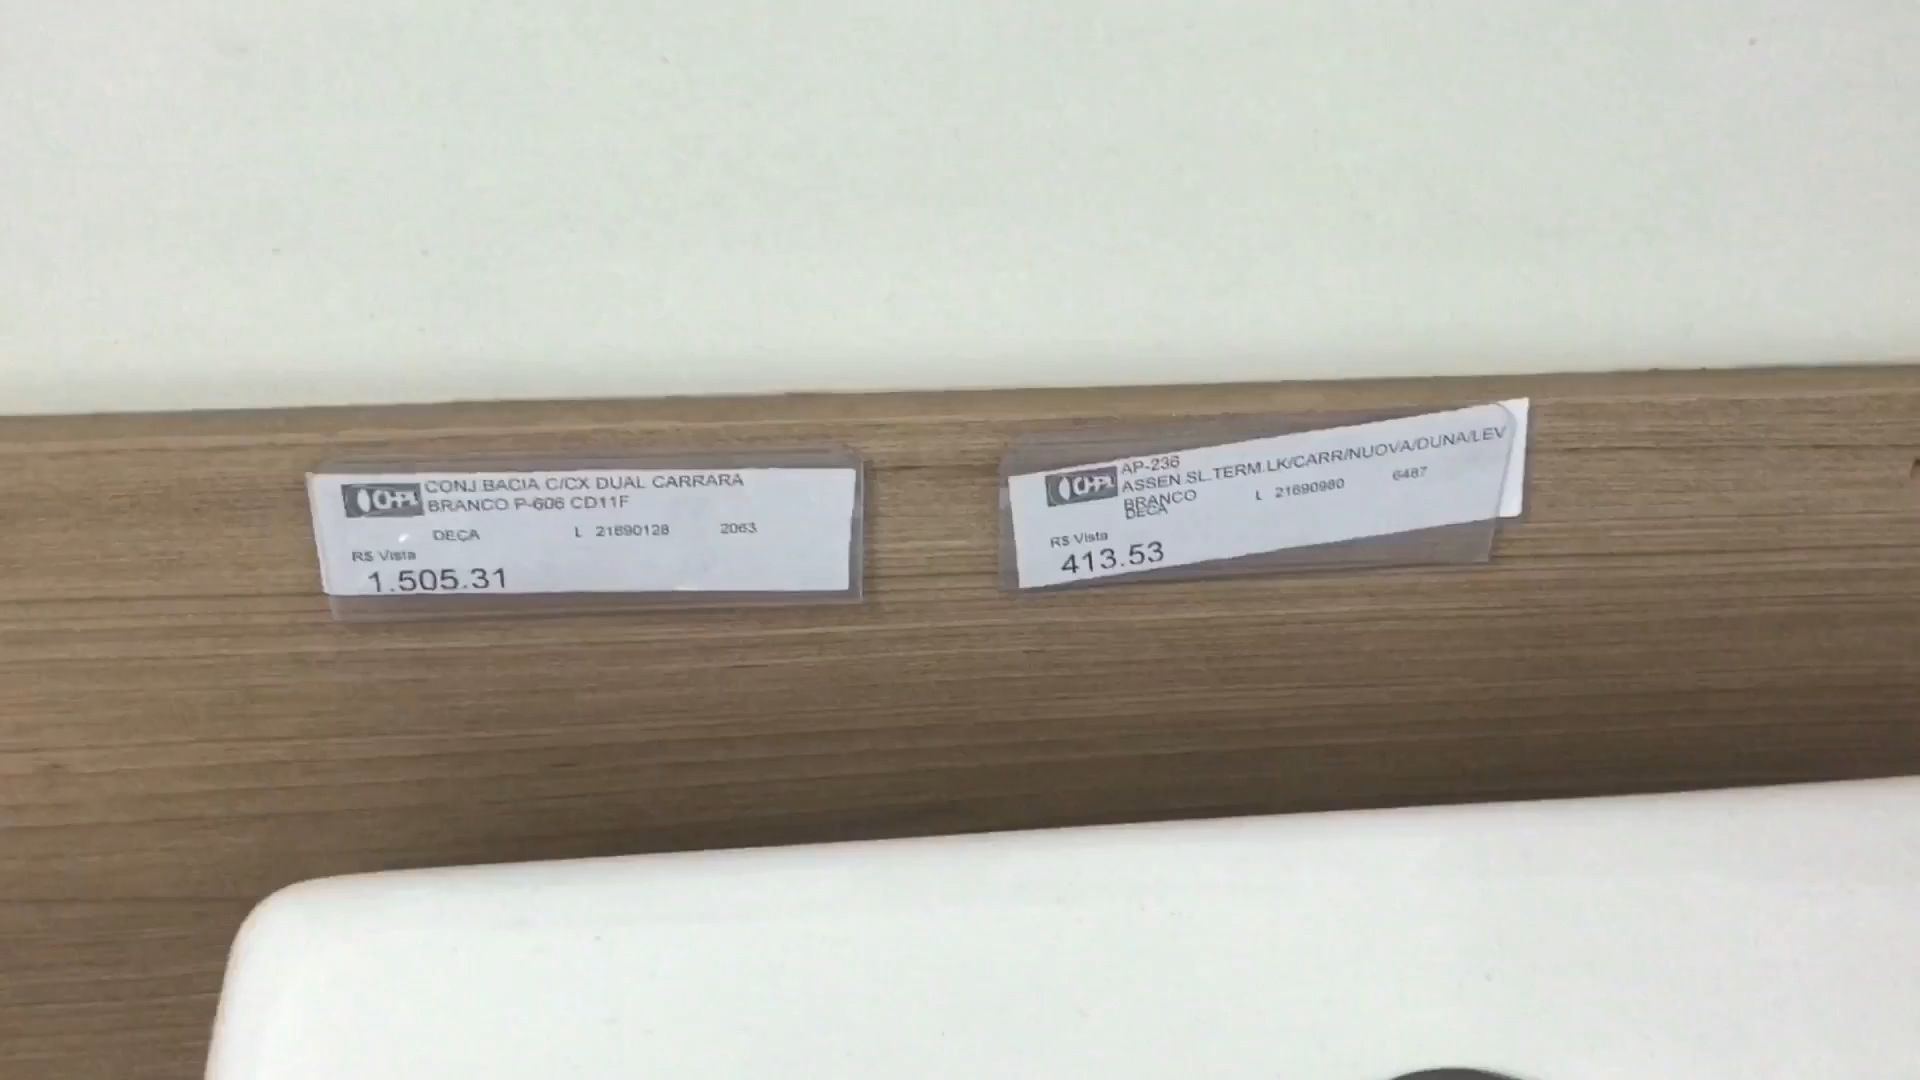 CONJ.BACIA C/CX DUAL CARRARA
BRANCO P-606 CD11F
DECA L 21690128 2063
R$ Vista
1.505.31
AP-236
ASSEN.SL.TERM.LK/CARR/NUOVA/DUNA/LEV
BRANCO
DECA L 21690980 6487
R$ Vista
413.53